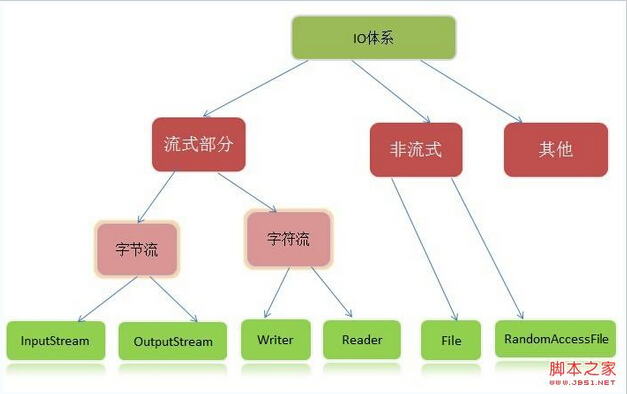 IO体系
流式部分
非流式
其他
字节流
字符流
InputStream
OutputStream
Writer
Reader
File
RandomAccessFile
脚本之家
www.JB51.NET